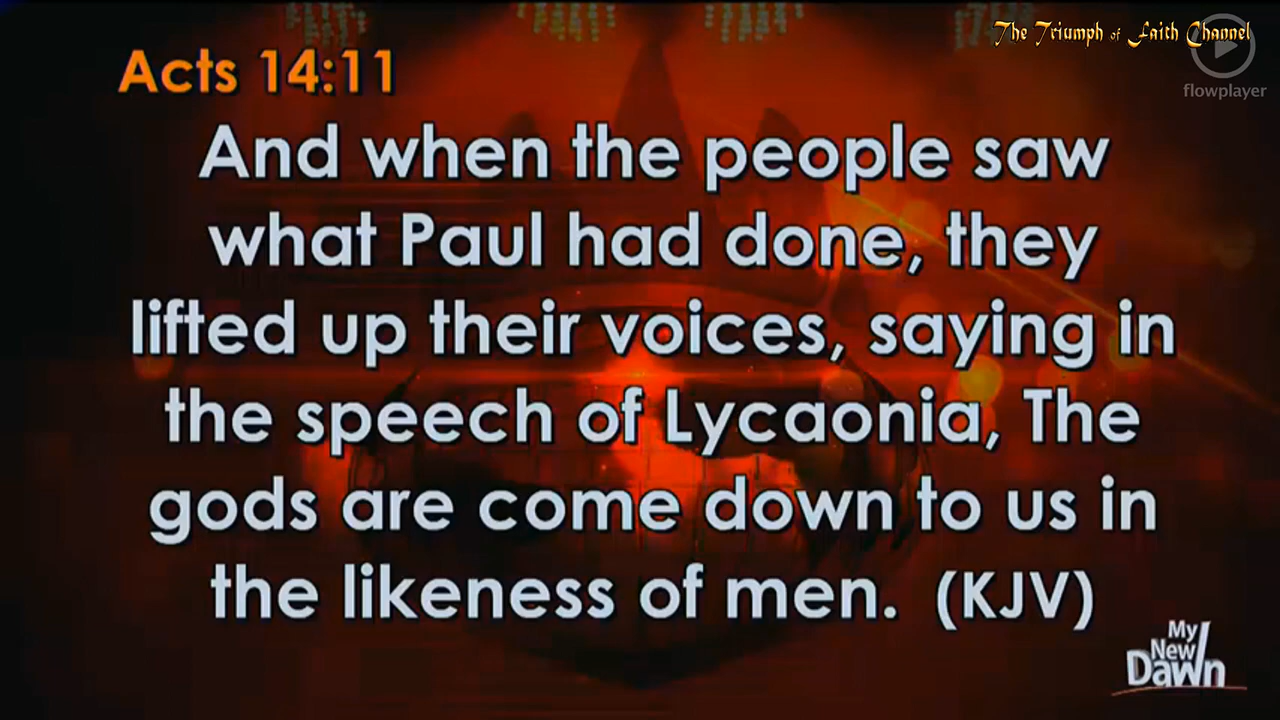 The Triumph of Faith Channel
flowplayer
Acts 14:11
And when the people saw
what Paul had done, they
lifted up their voices, saying in
the speech of Lycaonia, The
gods are come down to us in
the likeness of men. (KJV)
My
New
Dawn